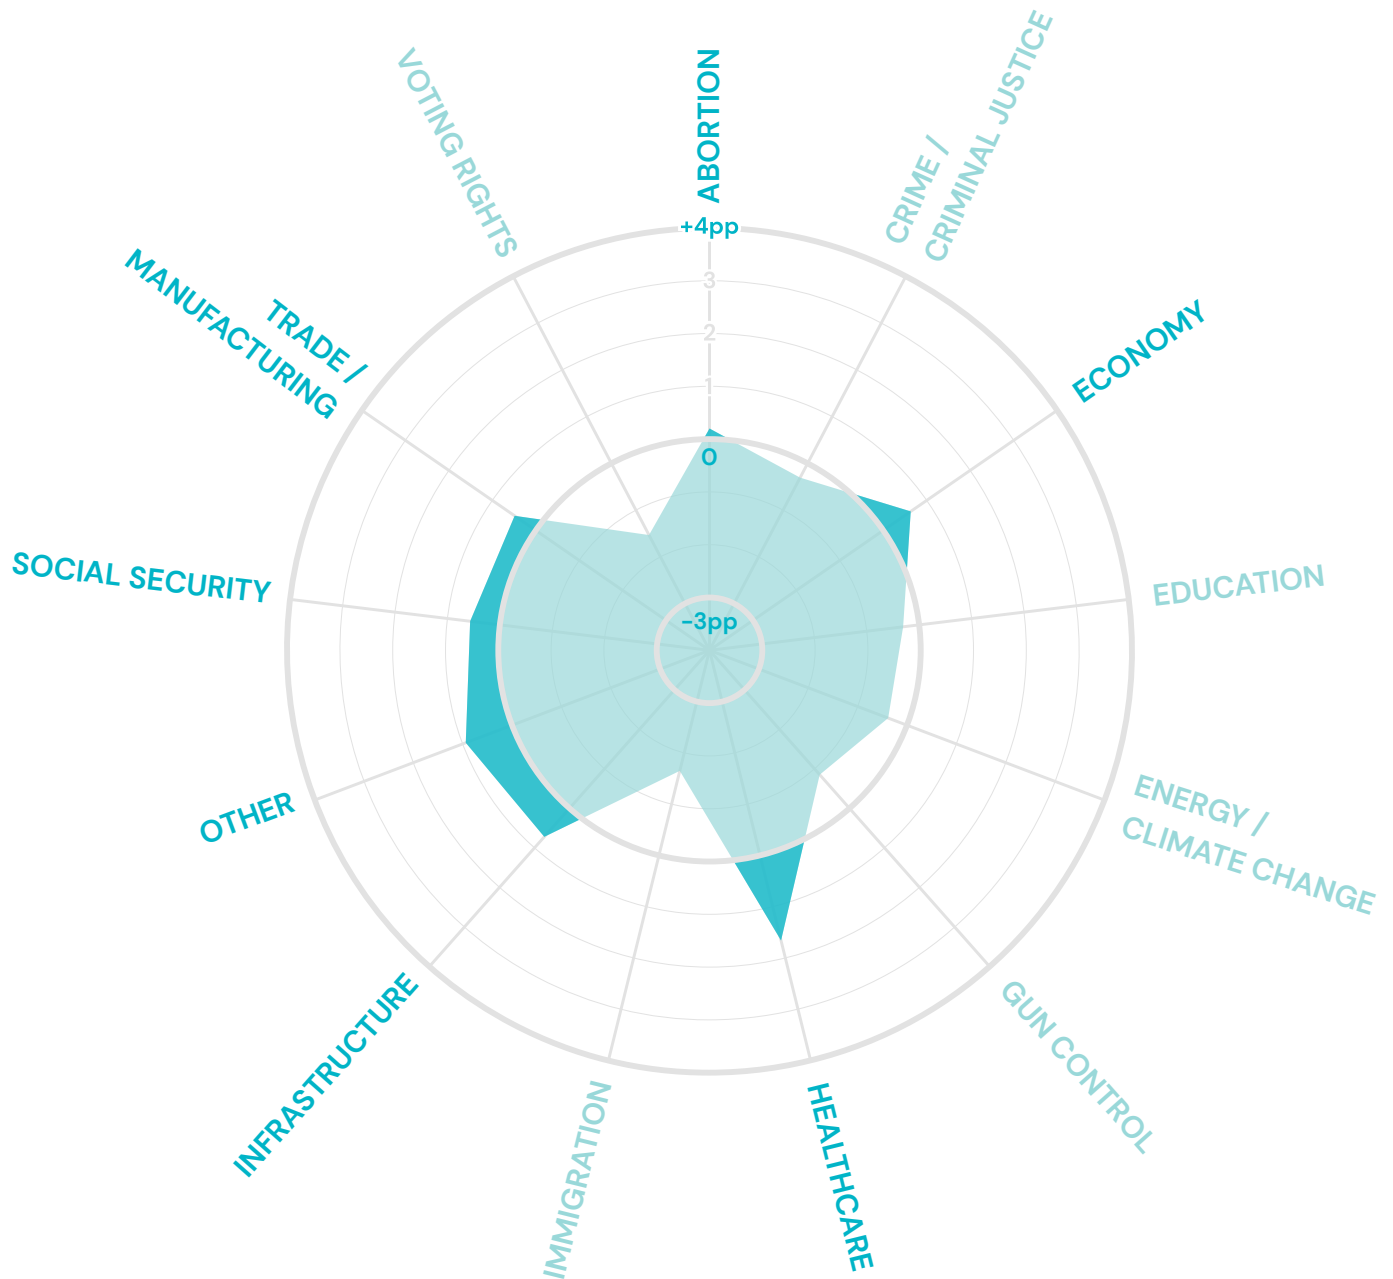 ABORTION
CRIME /
CRIMINAL JUSTICE
ECONOMY
EDUCATION
ENERGY /
CLIMATE CHANGE
GUN CONTROL
HEALTHCARE
IMMIGRATION
INFRASTRUCTURE
OTHER
SOCIAL SECURITY
TRADE /
MANUFACTURING
VOTING RIGHTS
+4pp
3
2
1
0
-3pp